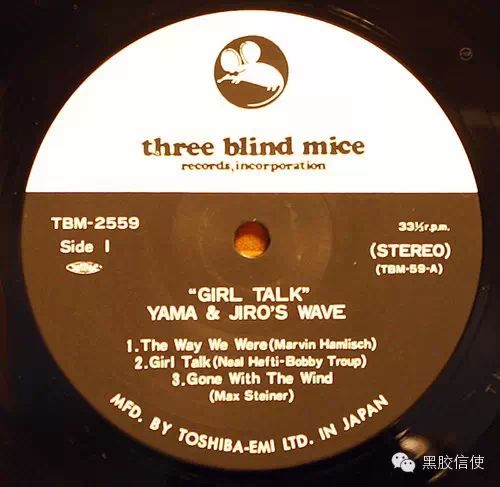 three blind mice
records, incorporation
TBM-2559
Side 1
33⅓r.p.m.
(STEREO)
(TBM-59-A)
"GIRL TALK"
YAMA & JIRO'S WAVE
1.The Way We Were(Marvin Hamlisch)
2.Girl Talk(Neal Hefti-Bobby Troup)
3.Gone With The Wind
(Max Steiner)
MFD. BY TOSHIBA-EMI LTD. IN JAPAN
黑胶信使